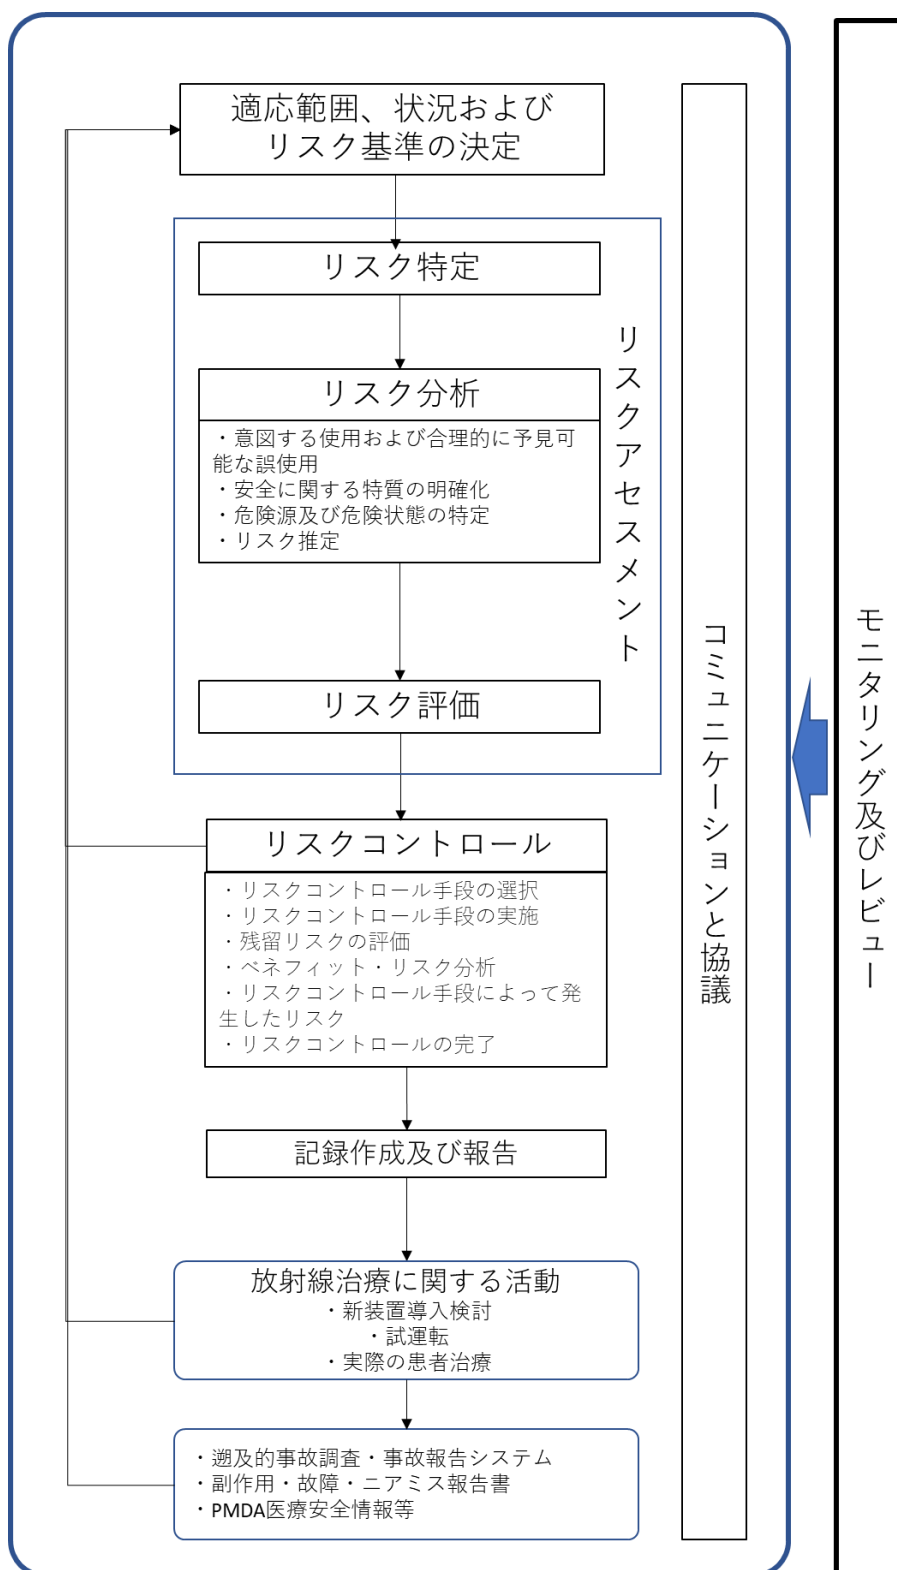 適応範囲、状況および
リスク基準の決定
リスク特定
リスク分析
・意図する使用および合理的に予見可
能な誤使用
・安全に関する特質の明確化
・危険源及び危険状態の特定
・リスク推定
リスク評価
リスクアセスメント
リスクコントロール
・リスクコントロール手段の選択
・リスクコントロール手段の実施
・残留リスクの評価
・ベネフィット・リスク分析
・リスクコントロール手段によって発
生したリスク
・リスクコントロールの完了
記録作成及び報告
放射線治療に関する活動
・新装置導入検討
・試運転
・実際の患者治療
・遡及的事故調査・事故報告システム
・副作用・故障・ニアミス報告書
・PMDA医療安全情報等
コミュニケーションと協議
モニタリング及びレビュー